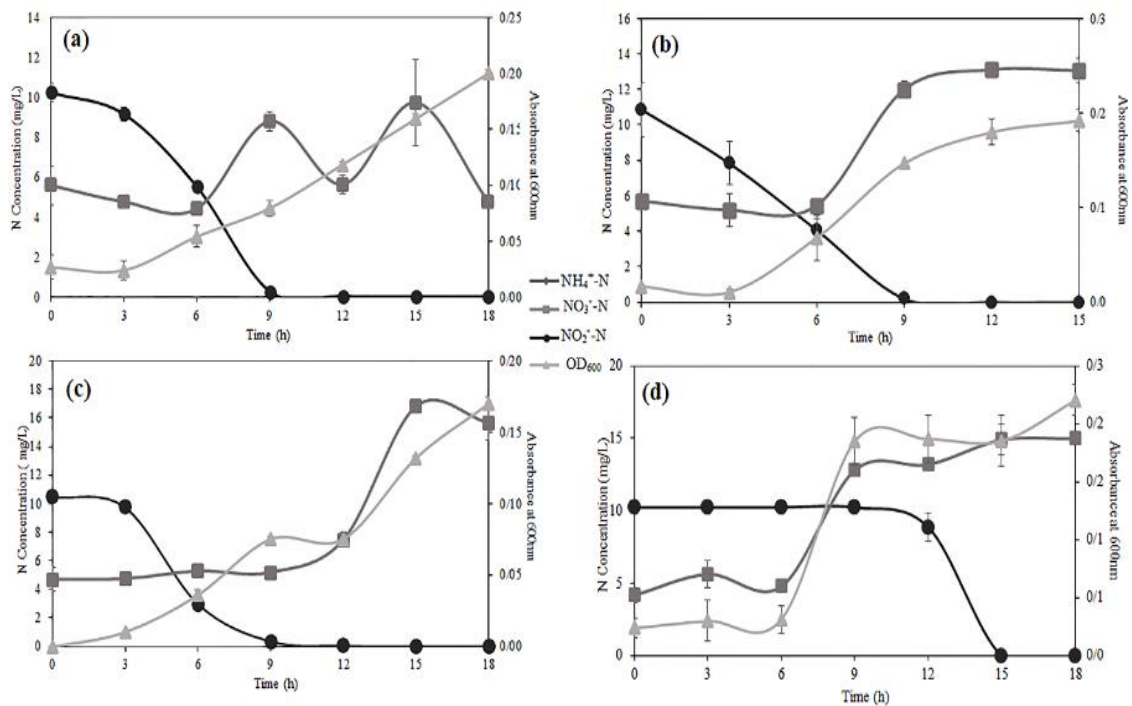 (a)
N Concentration (mg/L)
14
12
10
8
6
4
2
0
0 3 6 9 12 15 18
Time (h)
0/25
0/20
0/15
0/10
0.05
0.00
Absorbance at 600nm
(b)
N Concentration (mg/L)
16
14
12
10
8
6
4
2
0
0 3 6 9 12 15
Time (h)
0/3
0/2
0/1
0.0
Absorbance at 600nm
NH₄⁺-N
NO₃⁻-N
NO₂⁻-N
OD₆₀₀
(c)
N Concentration ( mg/L)
20
18
16
14
12
10
8
6
4
2
0
0 3 6 9 12 15 18
Time (h)
0/20
0/15
0/10
0/05
0.00
Absorbance at 600nm
(d)
N Concentration (mg/L)
20
15
10
5
0
0 3 6 9 12 15 18
Time (h)
0/3
0/2
0/2
0/1
0/1
0/0
Absorbance at 600nm